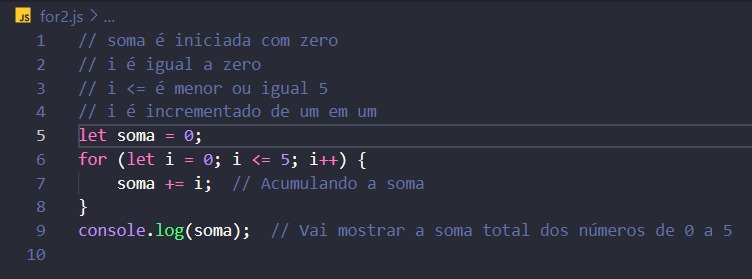 JS for2.js > ...
1 // soma é iniciada com zero
2 // i é igual a zero
3 // i <= é menor ou igual 5
4 // i é incrementado de um em um
5 let soma = 0;
6 for (let i = 0; i <= 5; i++) {
7     soma += i;  // Acumulando a soma
8 }
9 console.log(soma);  // Vai mostrar a soma total dos números de 0 a 5
10